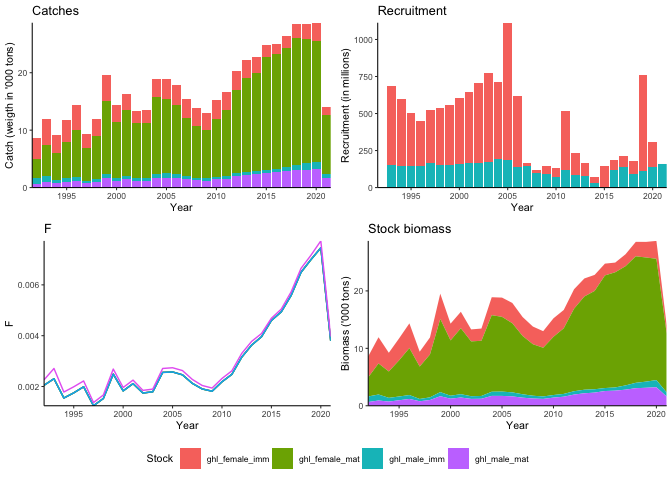 Catches
Catch (weigth in '000 tons)
20
10
0
1995 2000 2005 2010 2015 2020
Year
Recruitment
Recruitment (in millions)
1000
750
500
250
0
1995 2000 2005 2010 2015 2020
Year
F
F
0.006
0.004
0.002
1995 2000 2005 2010 2015 2020
Year
Stock biomass
Biomass ('000 tons)
20
10
0
1995 2000 2005 2010 2015 2020
Year
Stock ghl_female_imm ghl_female_mat ghl_male_imm ghl_male_mat